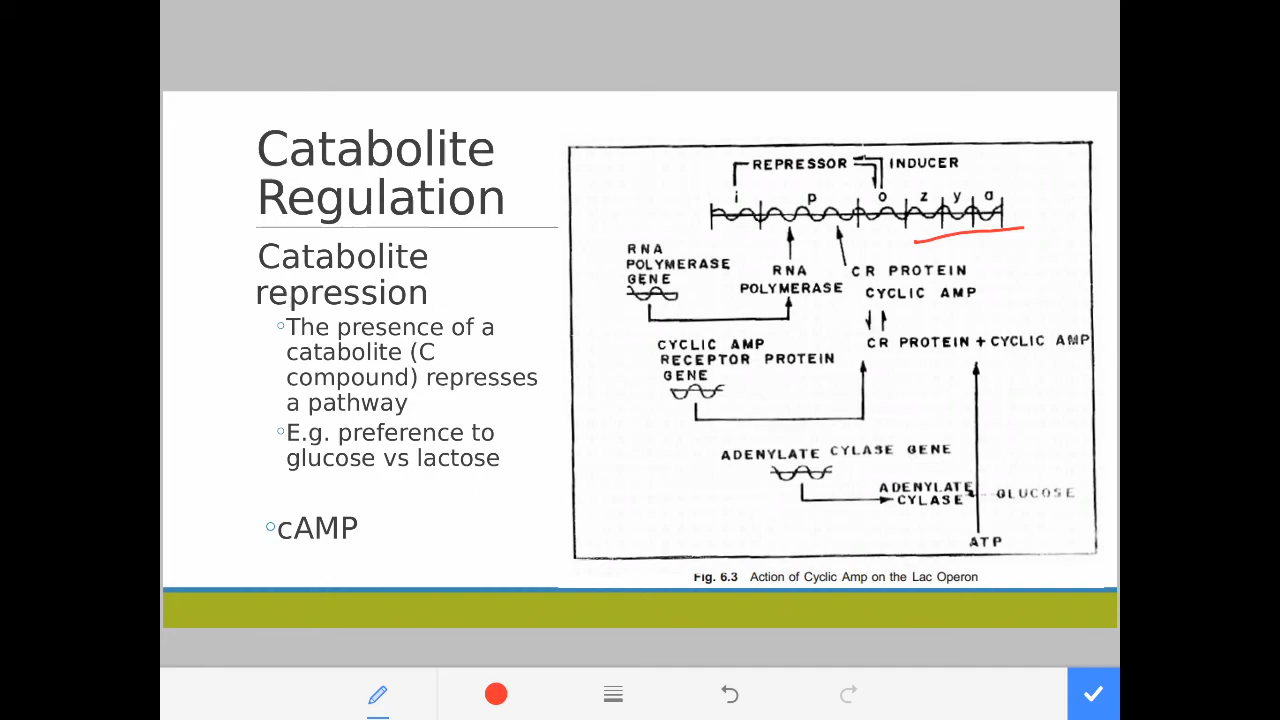 Catabolite
Regulation
Catabolite
repression
The presence of a
catabolite (C
compound) represses
a pathway
E.g. preference to
glucose vs lactose
cAMP
REPRESSOR INDUCER
i p o z y a
RNA
POLYMERASE
GENE
RNA
POLYMERASE
CR PROTEIN
CYCLIC AMP
CR PROTEIN + CYCLIC AMP
CYCLIC AMP
RECEPTOR PROTEIN
GENE
ADENYLATE CYLASE GENE
ADENYLATE
CYLASE
GLUCOSE
ATP
Fig. 6.3 Action of Cyclic Amp on the Lac Operon